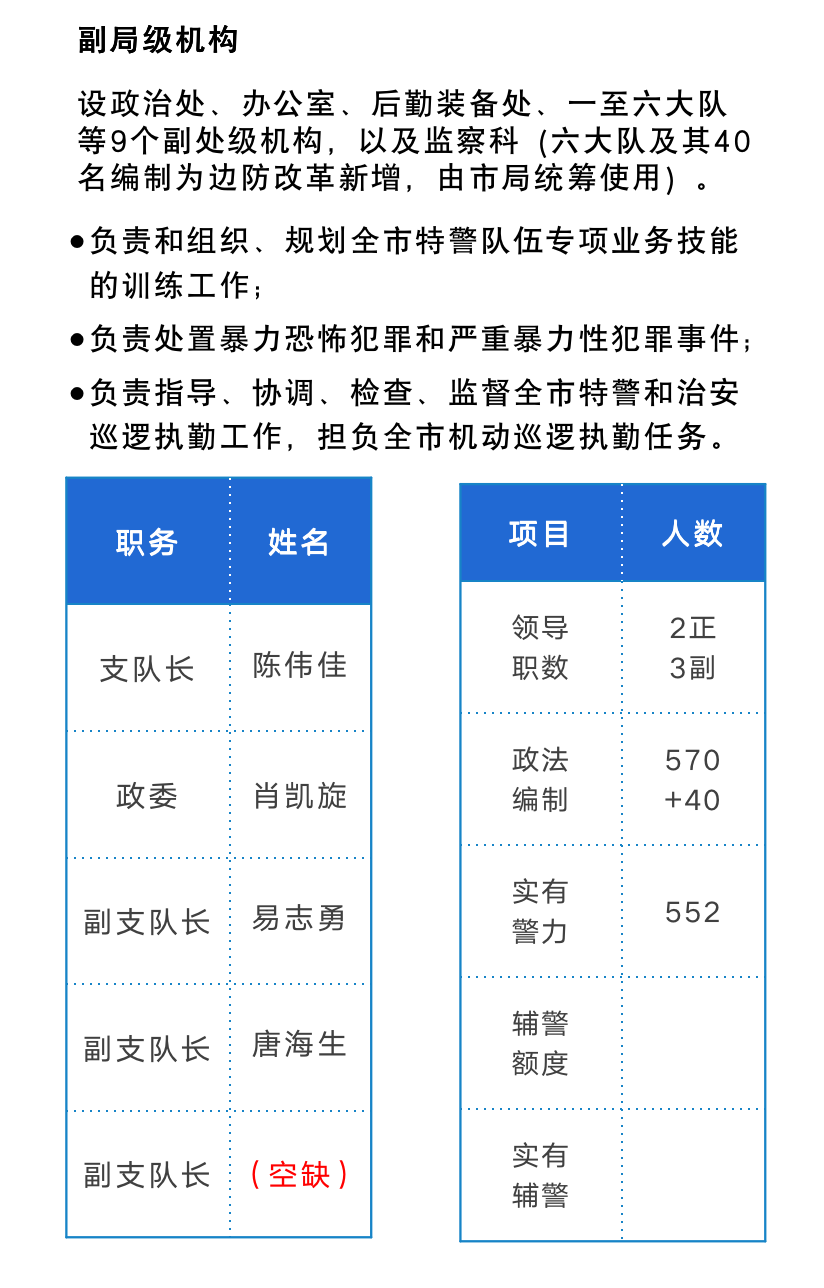 副局级机构
设政治处、办公室、后勤装备处、一至六大队
等9个副处级机构，以及监察科（六大队及其40
名编制为边防改革新增，由市局统筹使用）。
●负责和组织、规划全市特警队伍专项业务技能
的训练工作；
●负责处置暴力恐怖犯罪和严重暴力性犯罪事件；
●负责指导、协调、检查、监督全市特警和治安
巡逻执勤工作，担负全市机动巡逻执勤任务。
职务 姓名
支队长 陈伟佳
政委 肖凯旋
副支队长 易志勇
副支队长 唐海生
副支队长 （空缺）
项目 人数
领导 2正
职数 3副
政法 570
编制 +40
实有
警力 552
辅警
额度
实有
辅警